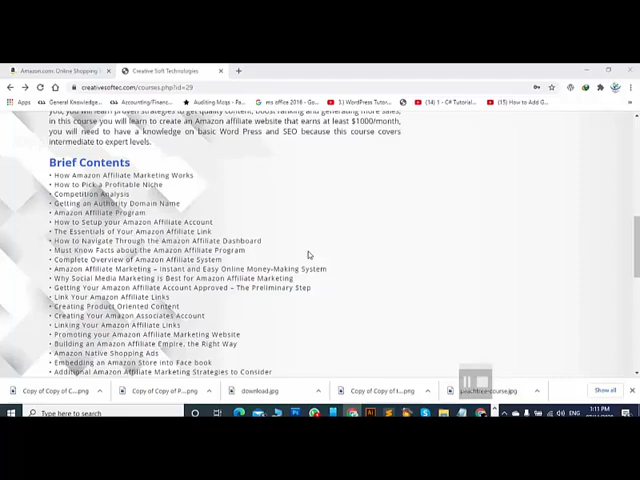 Amazon.com: Online Shopping
Creative Soft Technologies
creativesoftec.com/courses.php?id=29
Apps
General Knowledge...
Accounting/Financ...
Auditing Mcqs - Pa...
ms office 2016 - G...
3.) WordPress Tutor...
(14) 1 - C# Tutorial...
(15) How to Add G...
you, you will learn proven strategies to get quality content, boost ranking and generating more sales,
in this course you will learn to create an Amazon affiliate website that earns at least $1000/month,
you will need to have a knowledge on basic Word Press and SEO because this course covers
intermediate to expert levels.
Brief Contents
• How Amazon Affiliate Marketing Works
• How to Pick a Profitable Niche
• Competition Analysis
• Getting an Authority Domain Name
• Amazon Affiliate Program
• How to Setup your Amazon Affiliate Account
• The Essentials of Your Affiliate Link
• How to Navigate Through the Amazon Affiliate Dashboard
• Must Know Facts about the Amazon Affiliate Program
• Complete Overview of Amazon Affiliate System
• Amazon Affiliate Marketing – Instant and Easy Online Money-Making System
• Why Social Media Marketing is Best for Amazon Affiliate Marketing
• Getting Your Amazon Affiliate Account Approved – The Preliminary Step
• Link Your Amazon Affiliate Links
• Creating Product Oriented Content
• Creating Your Amazon Associates Account
• Linking Your Affiliate Links
• Promoting your Amazon Affiliate Marketing Website
• Building an Amazon Affiliate Empire, the Right Way
• Amazon Native Shopping Ads
• Embedding an Amazon Store into Face book
• Additional Amazon Affiliate Marketing Strategies to Consider
Copy of Copy of C....png
Copy of Copy of P....png
download.jpg
Copy of Copy of I....png
peachtree-course.jpg
Show all
Type here to search
ENG
1:11 PM